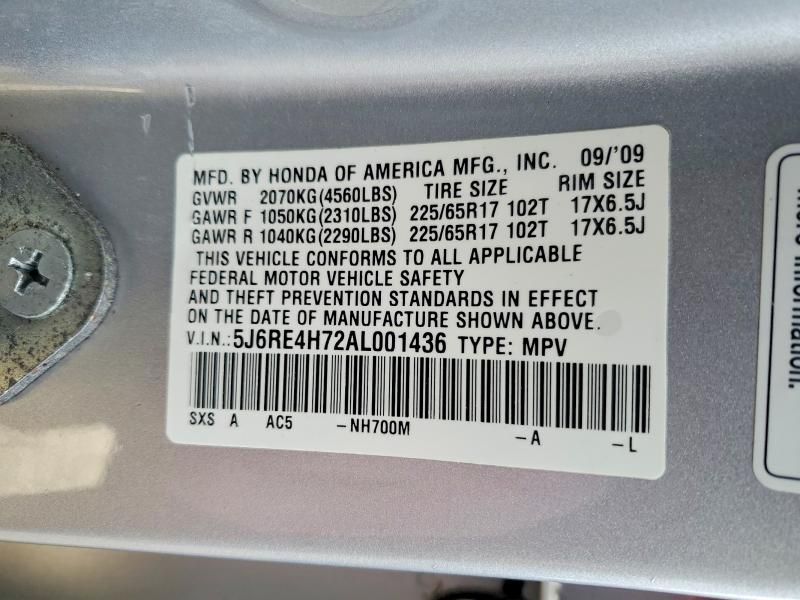 MFD. BY HONDA OF AMERICA MFG., INC. 09/'09
GVWR 2070KG(4560LBS) TIRE SIZE RIM SIZE
GAWR F 1050KG(2310LBS) 225/65R17 102T 17X6.5J
GAWR R 1040KG(2290LBS) 225/65R17 102T 17X6.5J
THIS VEHICLE CONFORMS TO ALL APPLICABLE
FEDERAL MOTOR VEHICLE SAFETY
AND THEFT PREVENTION STANDARDS IN EFFECT
ON THE DATE OF MANUFACTURE SHOWN ABOVE.
V.I.N.:5J6RE4H72AL001436 TYPE: MPV
SXS A AC5 -NH700M -A -L
more information.